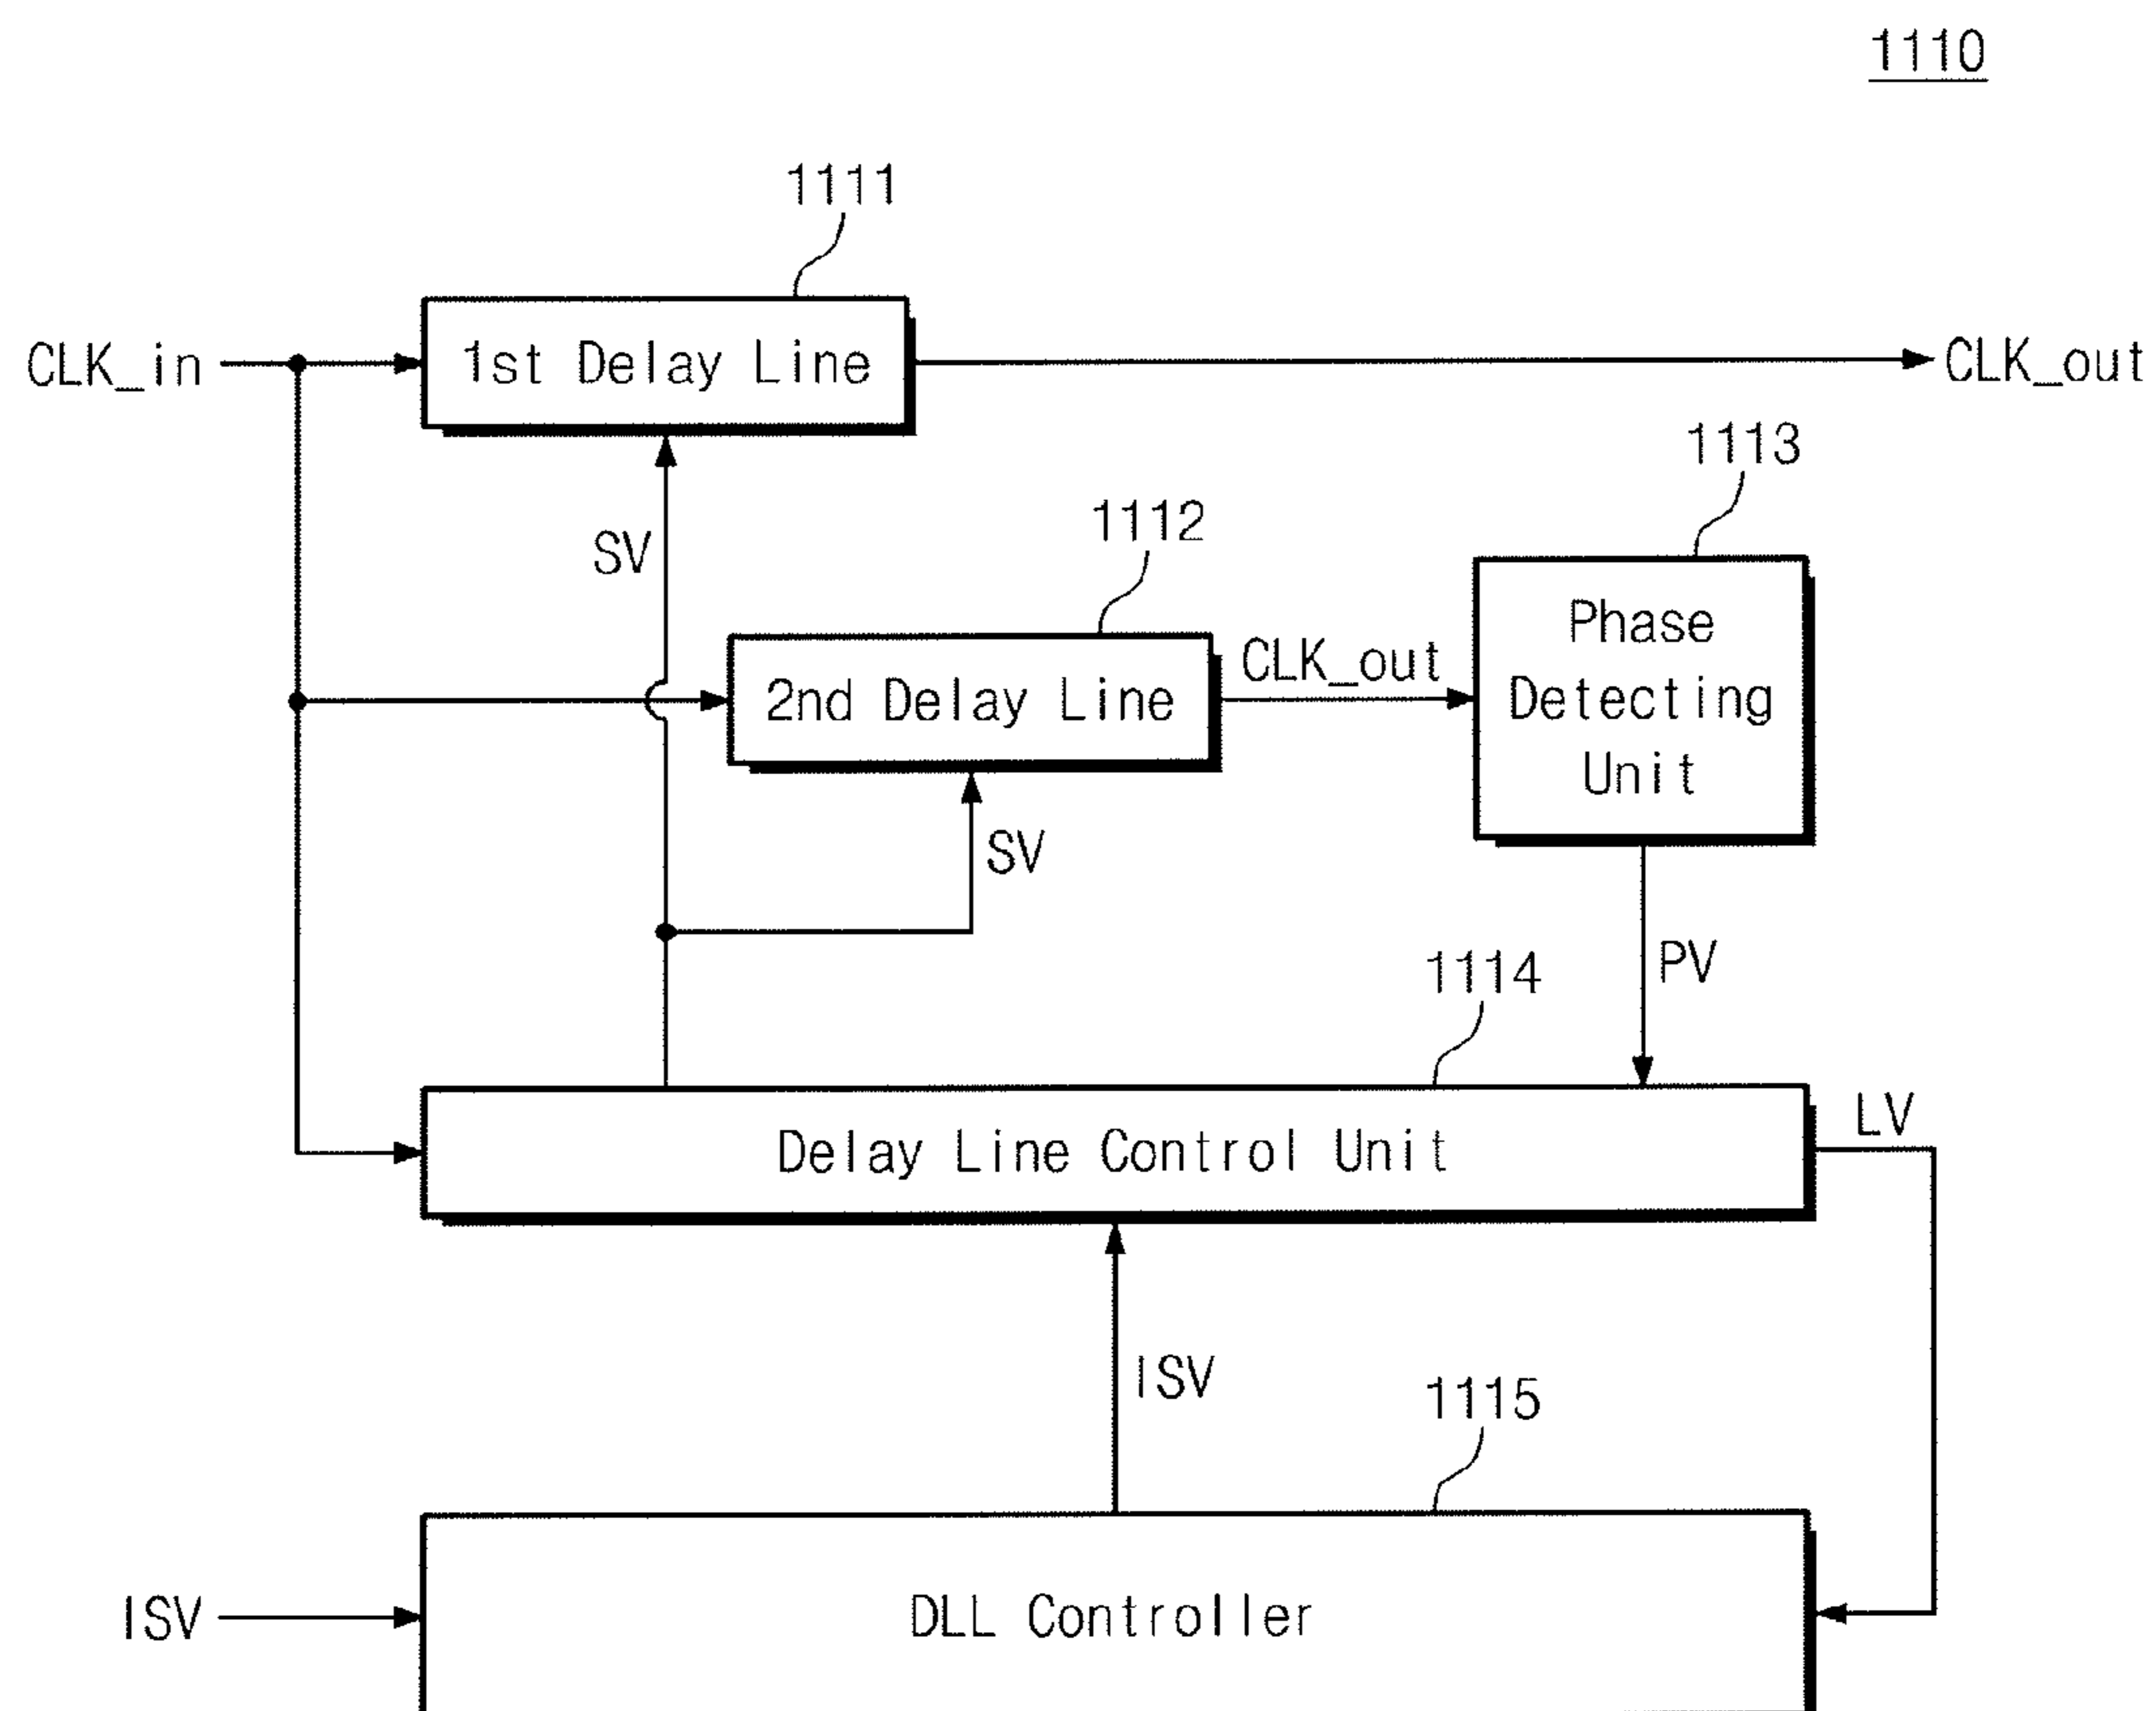 1110
1111
CLK_in
1st Delay Line
CLK_out
1113
1112
SV
Phase
Detecting
Unit
CLK_out
2nd Delay Line
SV
PV
1114
LV
Delay Line Control Unit
ISV
1115
ISV
DLL Controller